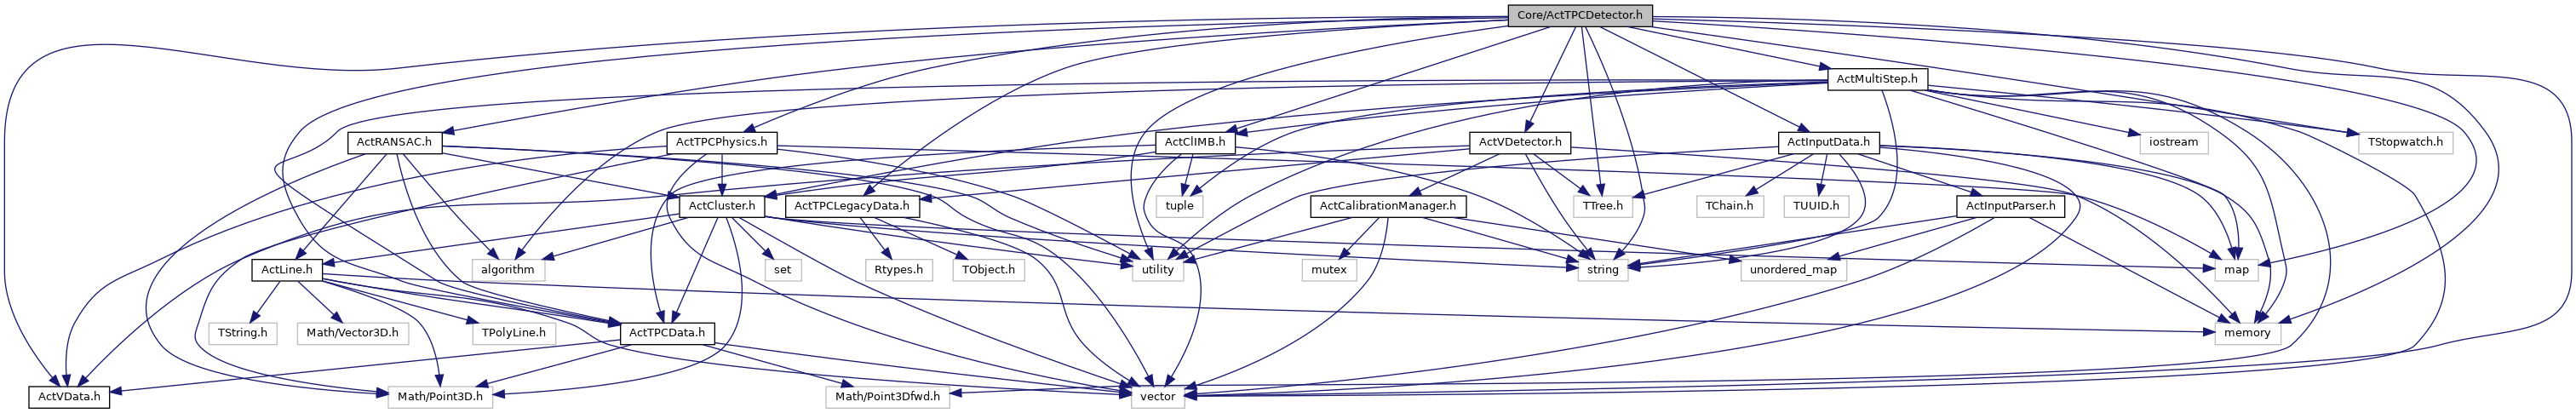 Core/ActTPCDetector.h
ActMultiStep.h
ActRANSAC.h
ActTPCPhysics.h
ActClIMB.h
ActVDetector.h
ActInputData.h
iostream
TStopwatch.h
ActCluster.h
ActTPCLegacyData.h
tuple
ActCalibrationManager.h
TTree.h
TChain.h
TUUID.h
ActInputParser.h
ActLine.h
algorithm
set
Rtypes.h
TObject.h
utility
mutex
string
unordered_map
map
TString.h
Math/Vector3D.h
TPolyLine.h
ActTPCData.h
memory
ActVData.h
Math/Point3D.h
Math/Point3Dfwd.h
vector